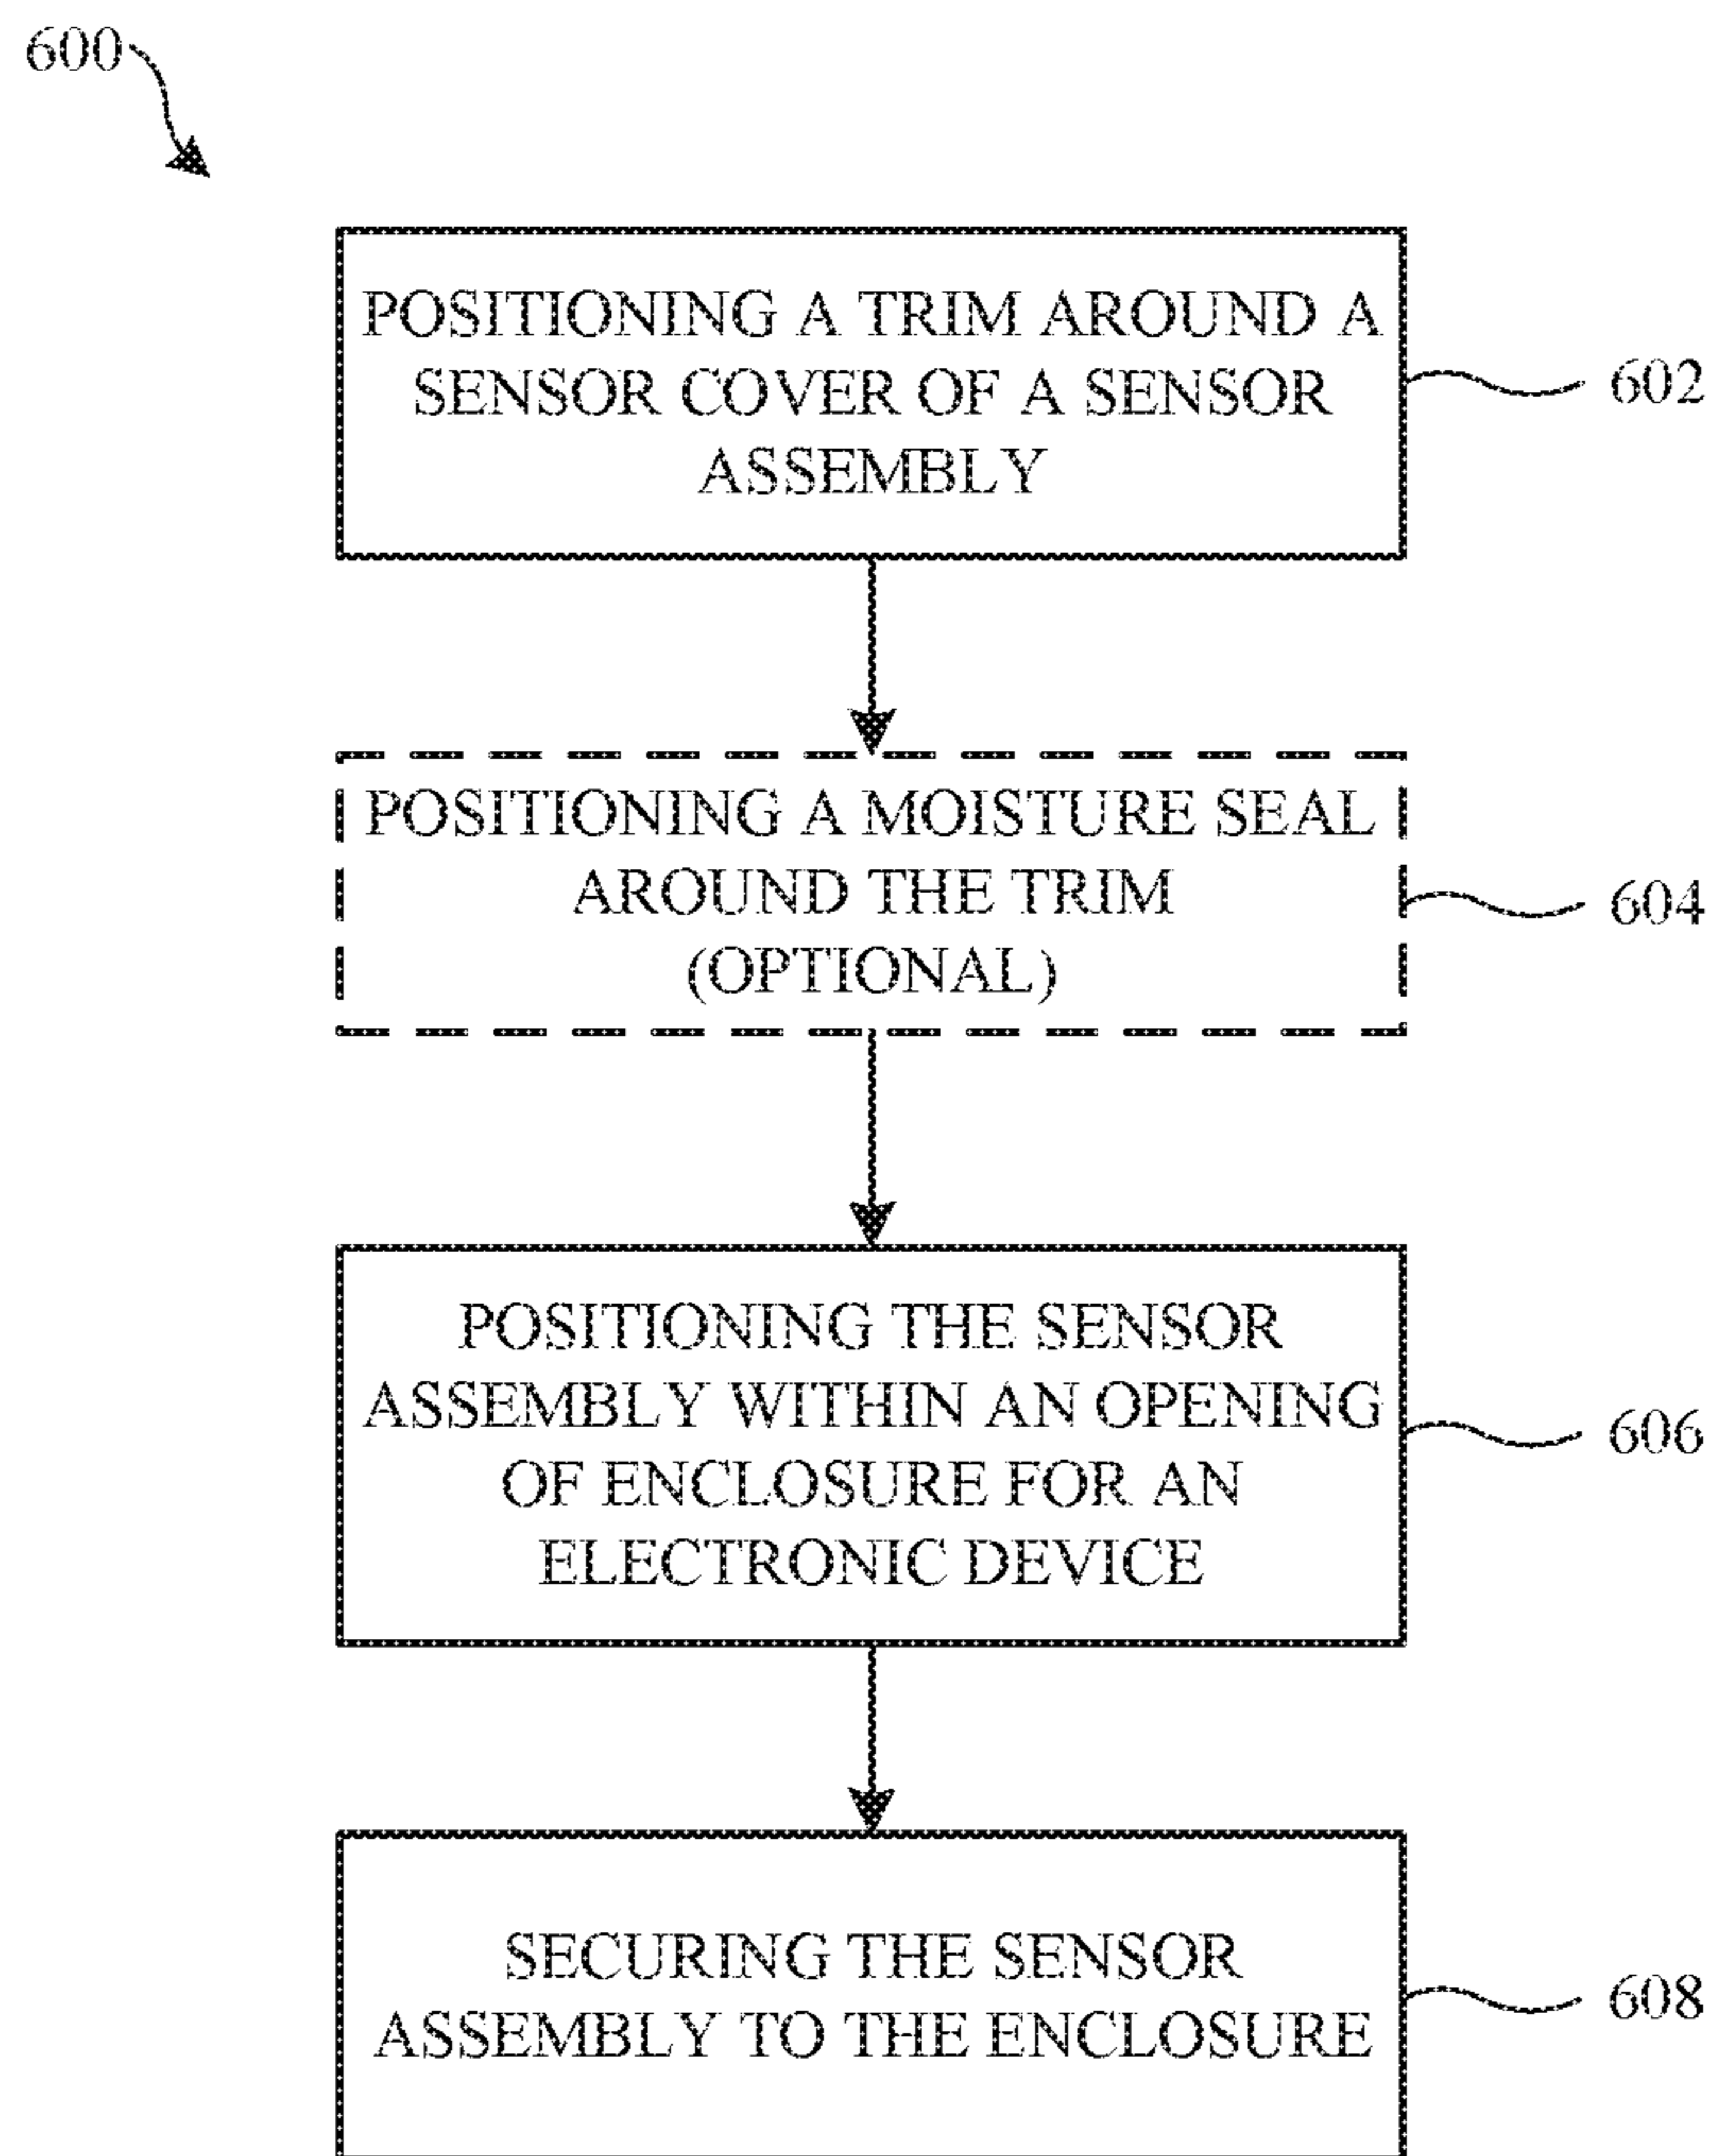 600
POSITIONING A TRIM AROUND A
SENSOR COVER OF A SENSOR
ASSEMBLY
602
POSITIONING A MOISTURE SEAL
AROUND THE TRIM
(OPTIONAL)
604
POSITIONING THE SENSOR
ASSEMBLY WITHIN AN OPENING
OF ENCLOSURE FOR AN
ELECTRONIC DEVICE
606
SECURING THE SENSOR
ASSEMBLY TO THE ENCLOSURE
608